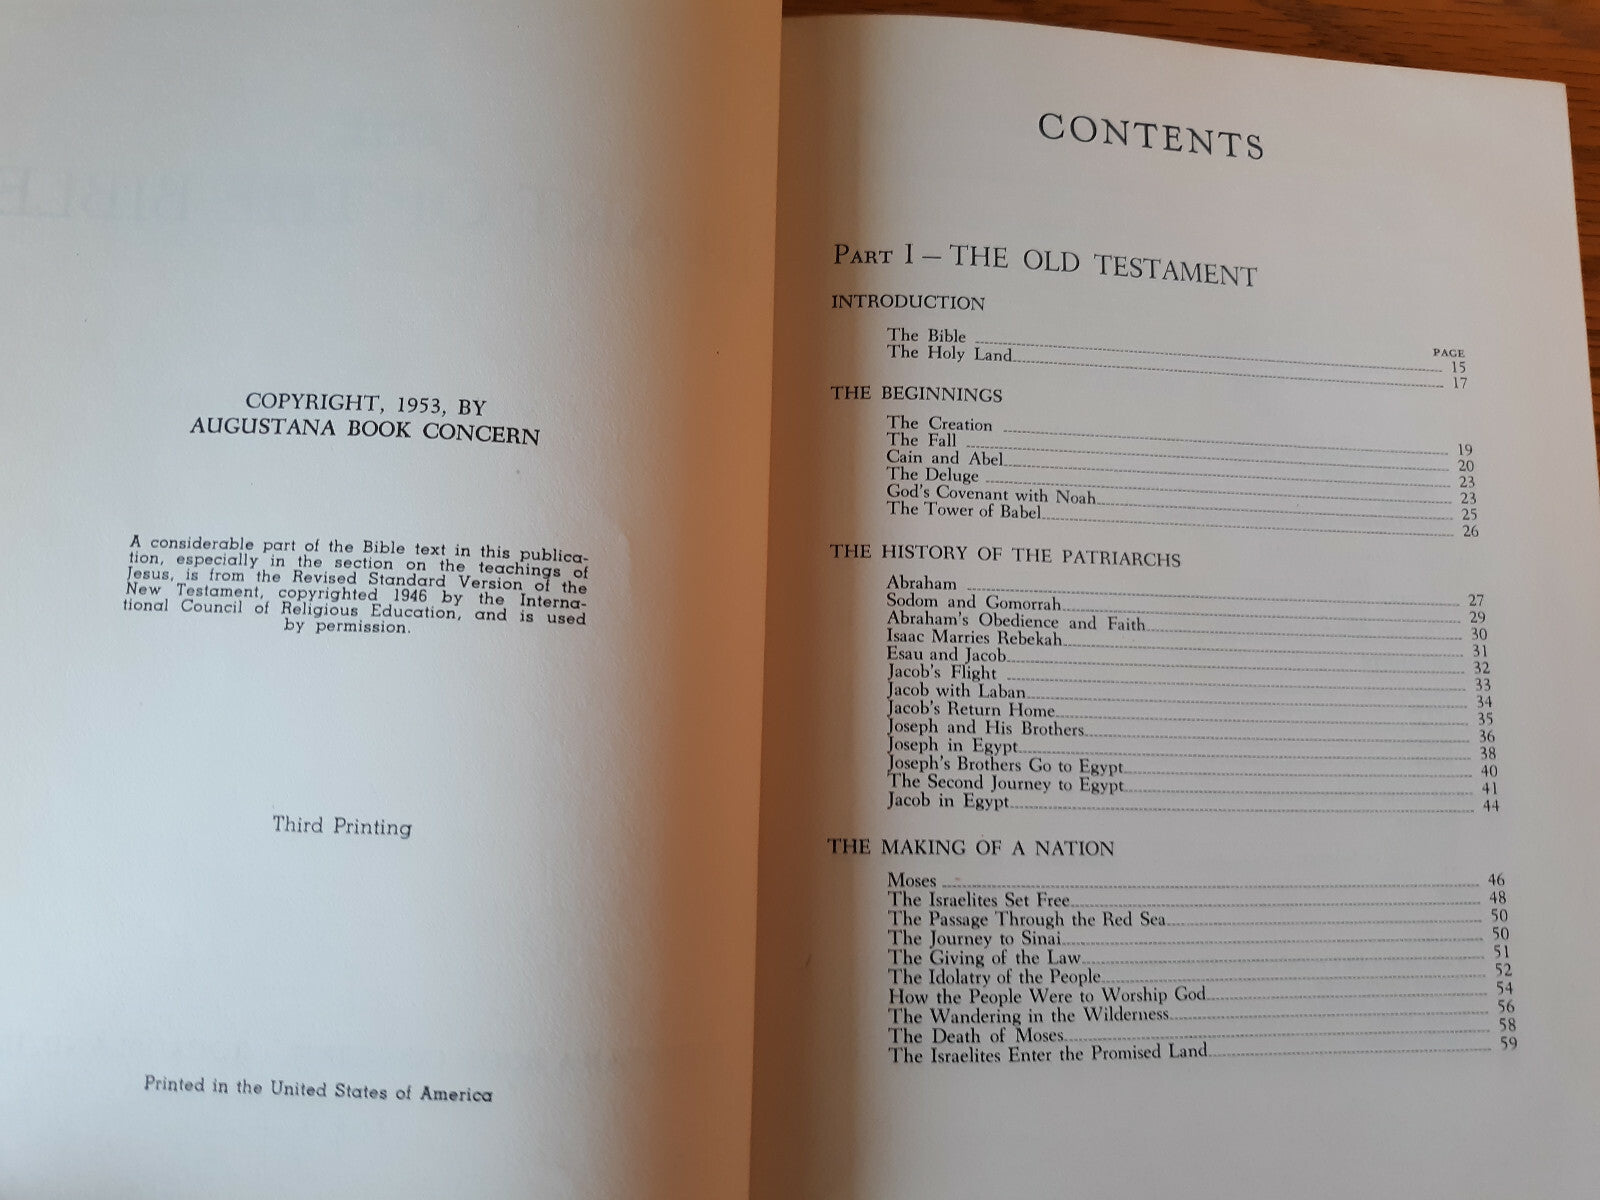 COPYRIGHT, 1953, BY
AUGUSTANA BOOK CONCERN
A considerable part of the Bible text in this publica-
tion, especially in the section on the teachings of
Jesus, is from the Revised Standard Version of the
New Testament, copyrighted 1946 by the Interna-
tional Council of Religious Education, and is used
by permission.
Third Printing
Printed in the United States of America
CONTENTS
PART I — THE OLD TESTAMENT
INTRODUCTION
PAGE
The Bible 15
The Holy Land 17
THE BEGINNINGS
The Creation 19
The Fall 20
Cain and Abel 23
The Deluge 23
God's Covenant with Noah 25
The Tower of Babel 26
THE HISTORY OF THE PATRIARCHS
Abraham 27
Sodom and Gomorrah 29
Abraham's Obedience and Faith 30
Isaac Marries Rebekah 31
Esau and Jacob 32
Jacob's Flight 33
Jacob with Laban 34
Jacob's Return Home 35
Joseph and His Brothers 36
Joseph in Egypt 38
Joseph's Brothers Go to Egypt 40
The Second Journey to Egypt 41
Jacob in Egypt 44
THE MAKING OF A NATION
Moses 46
The Israelites Set Free 48
The Passage Through the Red Sea 50
The Journey to Sinai 50
The Giving of the Law 51
The Idolatry of the People 52
How the People Were to Worship God 54
The Wandering in the Wilderness 56
The Death of Moses 58
The Israelites Enter the Promised Land 59